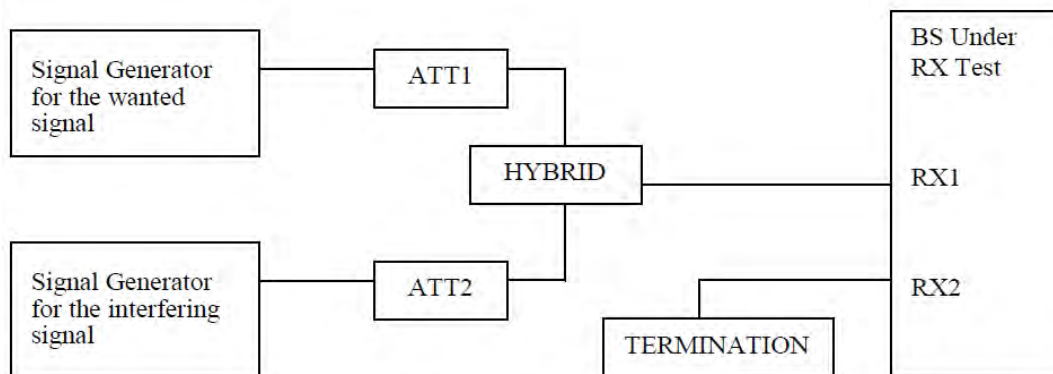 Signal Generator
for the wanted
signal
ATT1
HYBRID
BS Under
RX Test
RX1
Signal Generator
for the interfering
signal
ATT2
RX2
TERMINATION